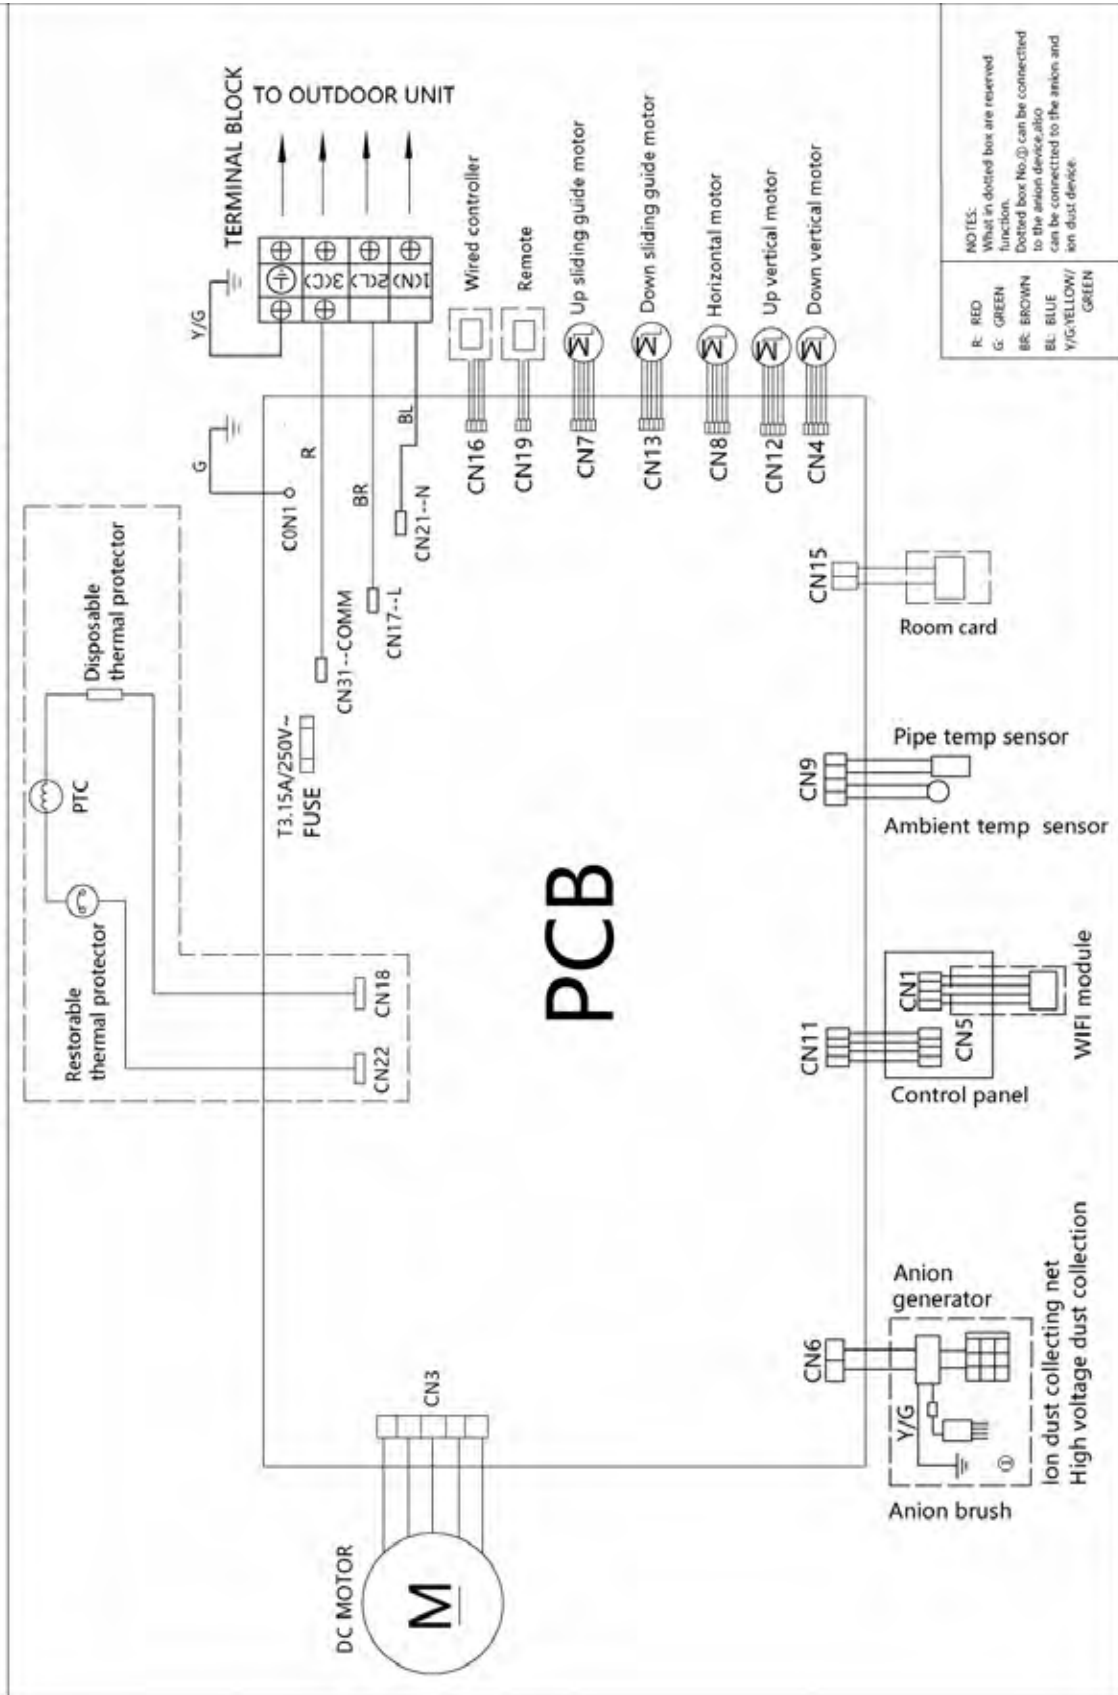 TERMINAL BLOCK
TO OUTDOOR UNIT
Y/G
1(N)
2(L)
3(C)
G
CON1
R
BR
BL
CN31--COMM
CN17--L
CN21--N
T3.15A/250V~
FUSE
Disposable
thermal protector
PTC
Restorable
thermal protector
CN18
CN22
CN16
Wired controller
CN19
Remote
CN7
Up sliding guide motor
CN13
Down sliding guide motor
CN8
Horizontal motor
CN12
Up vertical motor
CN4
Down vertical motor
PCB
CN3
DC MOTOR
M
CN6
Anion
generator
Y/G
①
Anion brush
Ion dust collecting net
High voltage dust collection
CN11
CN1
CN5
Control panel
WIFI module
CN9
Pipe temp sensor
Ambient temp sensor
CN15
Room card
R: RED
G: GREEN
BR: BROWN
BL: BLUE
Y/G:YELLOW/
GREEN
NOTES:
What in dotted box are reserved
function.
Dotted box No.① can be connectted
to the anion device,also
can be connectted to the anion and
ion dust device.